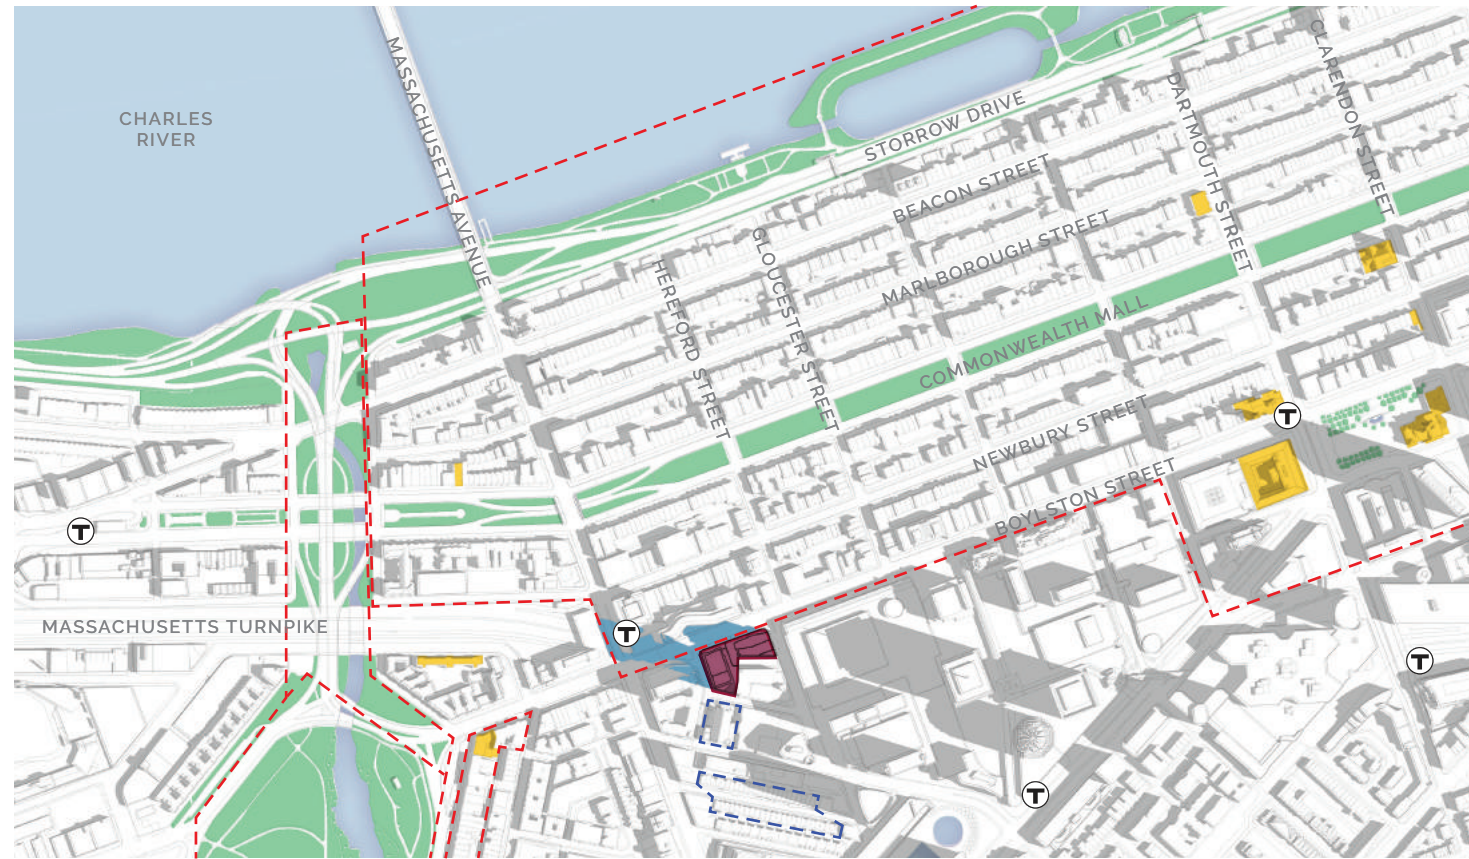 CHARLES
RIVER
MASSACHUSETTS AVENUE
STORROW DRIVE
BEACON STREET
MARLBOROUGH STREET
COMMONWEALTH MALL
NEWBURY STREET
BOYLSTON STREET
HEREFORD STREET
GLOUCESTER STREET
DARTMOUTH STREET
CLARENDON STREET
MASSACHUSETTS TURNPIKE
T
T
T
T
T